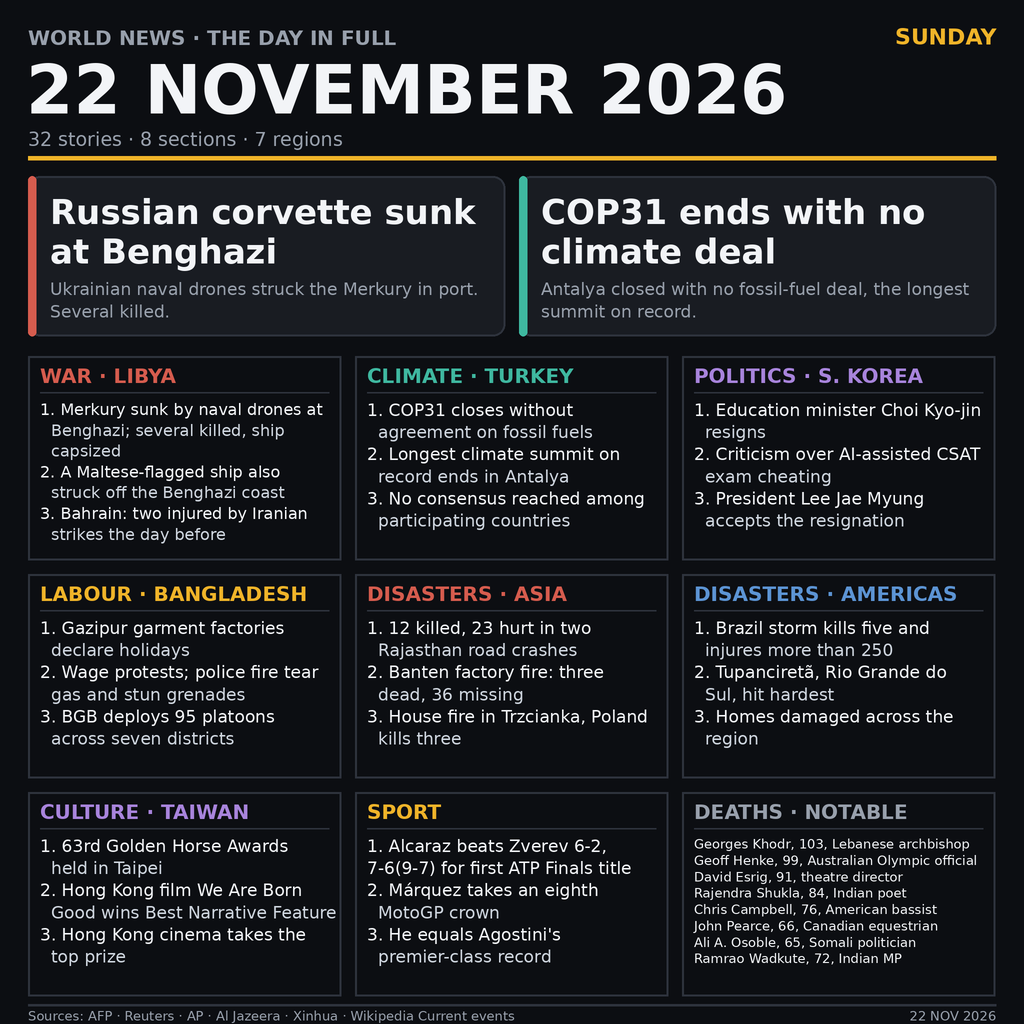 WORLD NEWS · THE DAY IN FULL
SUNDAY
22 NOVEMBER 2026
32 stories · 8 sections · 7 regions
Russian corvette sunk
at Benghazi
Ukrainian naval drones struck the Merkury in port.
Several killed.
COP31 ends with no
climate deal
Antalya closed with no fossil-fuel deal, the longest
summit on record.
WAR · LIBYA
1. Merkury sunk by naval drones at
Benghazi; several killed, ship
capsized
2. A Maltese-flagged ship also
struck off the Benghazi coast
3. Bahrain: two injured by Iranian
strikes the day before
CLIMATE · TURKEY
1. COP31 closes without
agreement on fossil fuels
2. Longest climate summit on
record ends in Antalya
3. No consensus reached among
participating countries
POLITICS · S. KOREA
1. Education minister Choi Kyo-jin
resigns
2. Criticism over AI-assisted CSAT
exam cheating
3. President Lee Jae Myung
accepts the resignation
LABOUR · BANGLADESH
1. Gazipur garment factories
declare holidays
2. Wage protests; police fire tear
gas and stun grenades
3. BGB deploys 95 platoons
across seven districts
DISASTERS · ASIA
1. 12 killed, 23 hurt in two
Rajasthan road crashes
2. Banten factory fire: three
dead, 36 missing
3. House fire in Trzcianka, Poland
kills three
DISASTERS · AMERICAS
1. Brazil storm kills five and
injures more than 250
2. Tupanciretã, Rio Grande do
Sul, hit hardest
3. Homes damaged across the
region
CULTURE · TAIWAN
1. 63rd Golden Horse Awards
held in Taipei
2. Hong Kong film We Are Born
Good wins Best Narrative Feature
3. Hong Kong cinema takes the
top prize
SPORT
1. Alcaraz beats Zverev 6-2,
7-6(9-7) for first ATP Finals title
2. Márquez takes an eighth
MotoGP crown
3. He equals Agostini's
premier-class record
DEATHS · NOTABLE
Georges Khodr, 103, Lebanese archbishop
Geoff Henke, 99, Australian Olympic official
David Esrig, 91, theatre director
Rajendra Shukla, 84, Indian poet
Chris Campbell, 76, American bassist
John Pearce, 66, Canadian equestrian
Ali A. Osoble, 65, Somali politician
Ramrao Wadkute, 72, Indian MP
Sources: AFP · Reuters · AP · Al Jazeera · Xinhua · Wikipedia Current events
22 NOV 2026